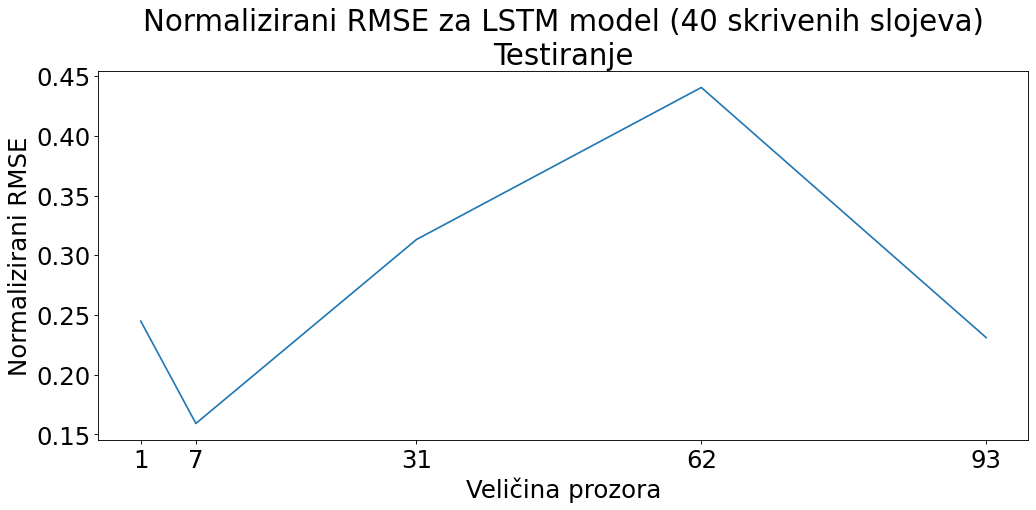 Normalizirani RMSE za LSTM model (40 skrivenih slojeva)
Testiranje
Normalizirani RMSE
0.45
0.40
0.35
0.30
0.25
0.20
0.15
1 7 31 62 93
Veličina prozora